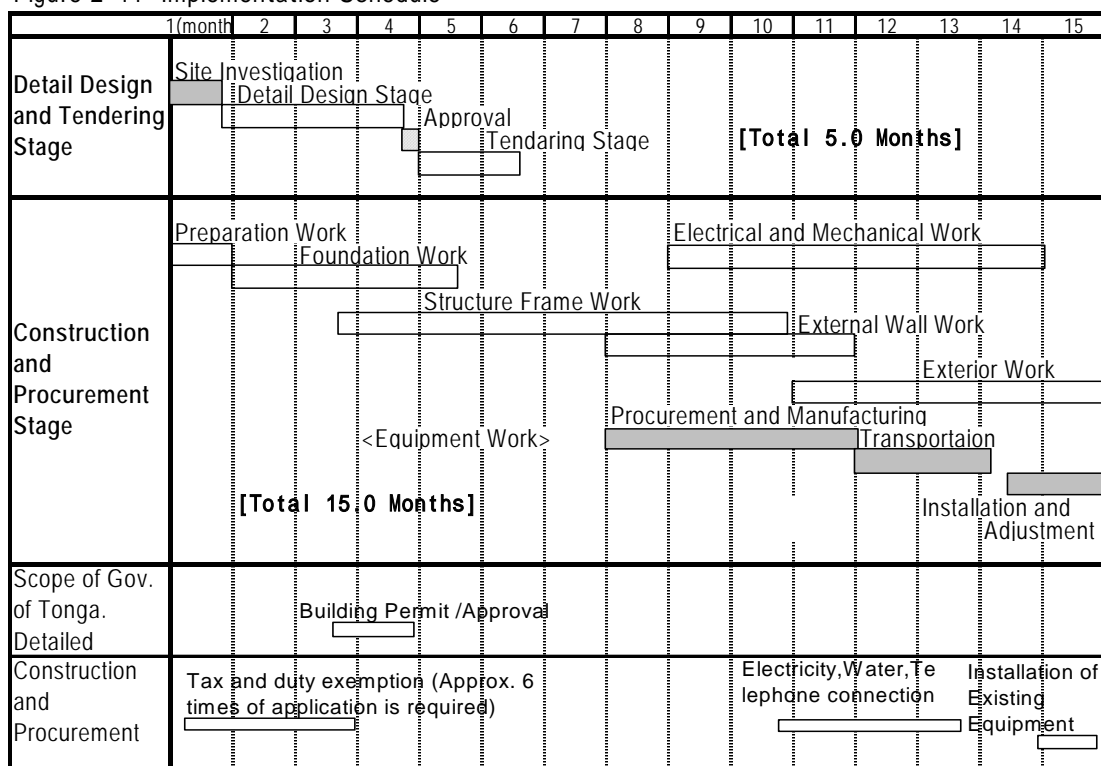 Figure 2-11 Implementation Schedule
1(month 2 3 4 5 6 7 8 9 10 11 12 13 14 15
Detail Design
and Tendering
Stage
Site Investigation
Detail Design Stage
Approval
Tendaring Stage
[Total 5.0 Months]
Construction
and
Procurement
Stage
Preparation Work
Foundation Work
Electrical and Mechanical Work
Structure Frame Work
External Wall Work
Exterior Work
Procurement and Manufacturing
<Equipment Work>
Transportaion
[Total 15.0 Months]
Installation and
Adjustment
Scope of Gov.
of Tonga.
Detailed
Building Permit /Approval
Construction
and
Procurement
Tax and duty exemption (Approx. 6
times of application is required)
Electricity,Water,Te
lephone connection
Installation of
Existing
Equipment